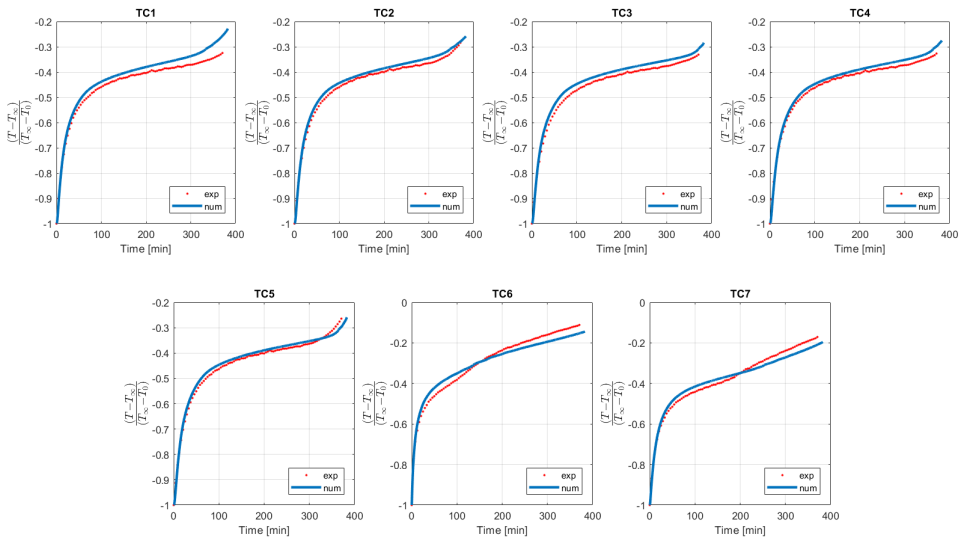 TC1
-0.2
-0.3
-0.4
-0.5
-0.6
-0.7
-0.8
-0.9
-1
(T − T∞)
(T∞ − T0)
exp
num
0 100 200 300 400
Time [min]
TC2
-0.2
-0.3
-0.4
-0.5
-0.6
-0.7
-0.8
-0.9
-1
(T − T∞)
(T∞ − T0)
exp
num
0 100 200 300 400
Time [min]
TC3
-0.2
-0.3
-0.4
-0.5
-0.6
-0.7
-0.8
-0.9
-1
(T − T∞)
(T∞ − T0)
exp
num
0 100 200 300 400
Time [min]
TC4
-0.2
-0.3
-0.4
-0.5
-0.6
-0.7
-0.8
-0.9
-1
(T − T∞)
(T∞ − T0)
exp
num
0 100 200 300 400
Time [min]
TC5
-0.2
-0.3
-0.4
-0.5
-0.6
-0.7
-0.8
-0.9
-1
(T − T∞)
(T∞ − T0)
exp
num
0 100 200 300 400
Time [min]
TC6
0
-0.2
-0.4
-0.6
-0.8
-1
(T − T∞)
(T∞ − T0)
exp
num
0 100 200 300 400
Time [min]
TC7
0
-0.2
-0.4
-0.6
-0.8
-1
(T − T∞)
(T∞ − T0)
exp
num
0 100 200 300 400
Time [min]